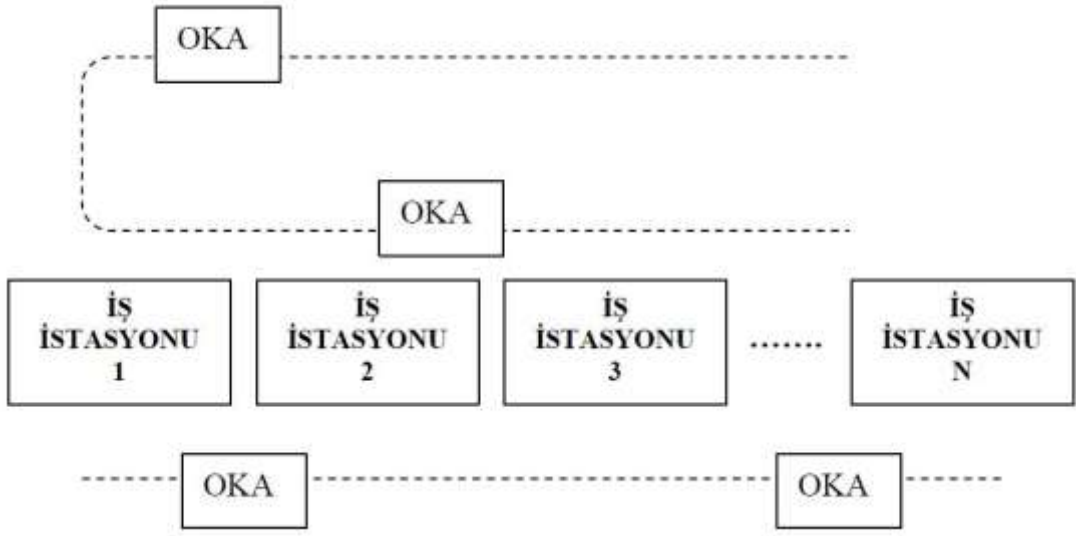 OKA
OKA
İŞ
İSTASYONU
1
İŞ
İSTASYONU
2
İŞ
İSTASYONU
3
.......
İŞ
İSTASYONU
N
OKA
OKA